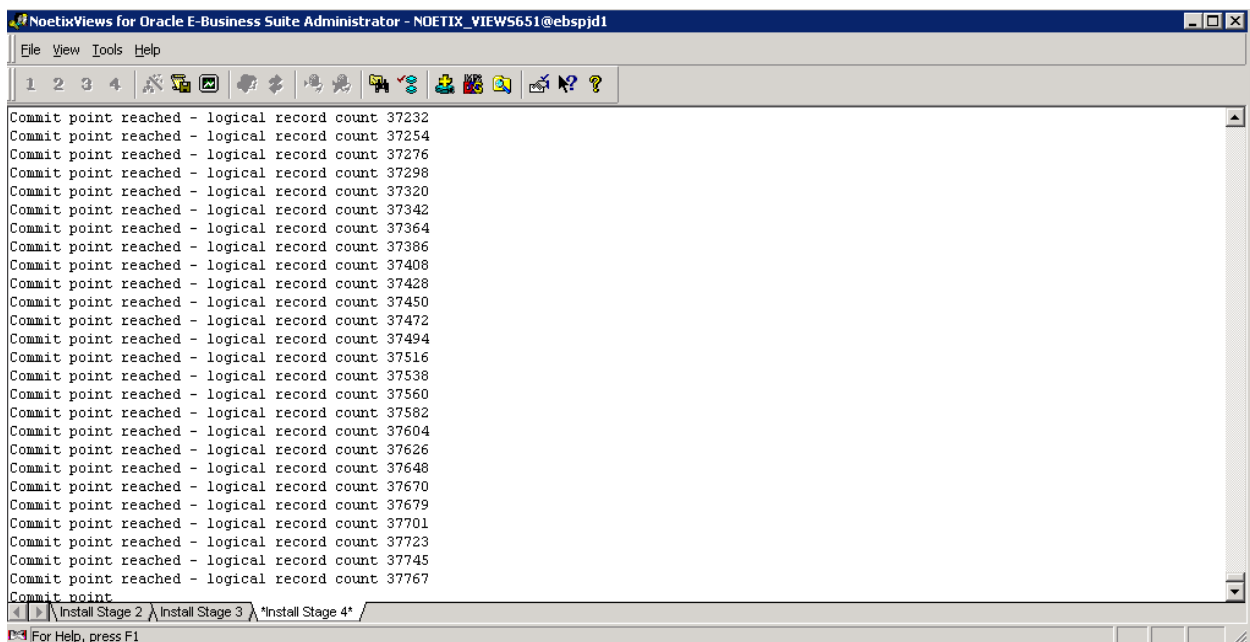 NoetixViews for Oracle E-Business Suite Administrator - NOETIX_VIEWS651@ebspjd1
File View Tools Help
1 2 3 4
Commit point reached - logical record count 37232
Commit point reached - logical record count 37254
Commit point reached - logical record count 37276
Commit point reached - logical record count 37298
Commit point reached - logical record count 37320
Commit point reached - logical record count 37342
Commit point reached - logical record count 37364
Commit point reached - logical record count 37386
Commit point reached - logical record count 37408
Commit point reached - logical record count 37428
Commit point reached - logical record count 37450
Commit point reached - logical record count 37472
Commit point reached - logical record count 37494
Commit point reached - logical record count 37516
Commit point reached - logical record count 37538
Commit point reached - logical record count 37560
Commit point reached - logical record count 37582
Commit point reached - logical record count 37604
Commit point reached - logical record count 37626
Commit point reached - logical record count 37648
Commit point reached - logical record count 37670
Commit point reached - logical record count 37679
Commit point reached - logical record count 37701
Commit point reached - logical record count 37723
Commit point reached - logical record count 37745
Commit point reached - logical record count 37767
Commit point
Install Stage 2 Install Stage 3 *Install Stage 4*
For Help, press F1